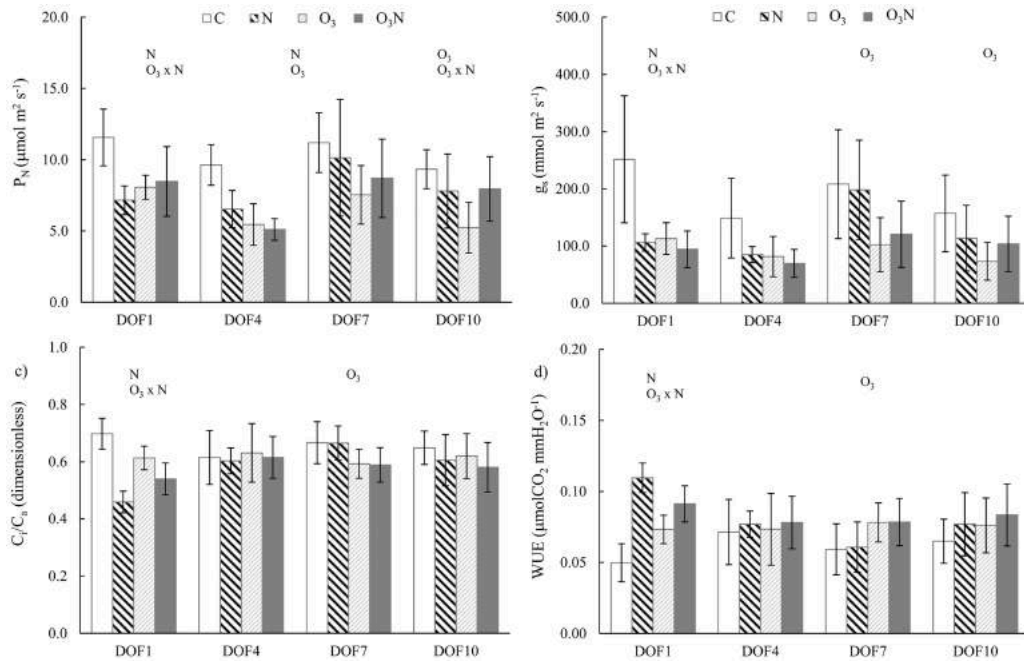 20.0
15.0
10.0
5.0
0.0
P_N (µmol m² s⁻¹)
C N O₃ O₃N
N
O₃ x N
N
O₃
O₃
O₃ x N
DOF1 DOF4 DOF7 DOF10
500.0
400.0
300.0
200.0
100.0
0.0
gₛ (mmol m² s⁻¹)
C N O₃ O₃N
N
O₃ x N
O₃
O₃
DOF1 DOF4 DOF7 DOF10
c)
1.0
0.8
0.6
0.4
0.2
0.0
Cᵢ/Cₐ (dimensionless)
N
O₃ x N
O₃
DOF1 DOF4 DOF7 DOF10
d)
0.20
0.15
0.10
0.05
0.00
WUE (µmolCO₂ mmH₂O⁻¹)
N
O₃ x N
O₃
DOF1 DOF4 DOF7 DOF10